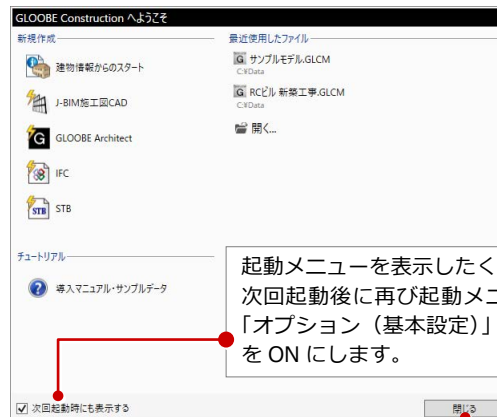 GLOOBE Construction へようこそ
新規作成
建物情報からのスタート
J-BIM施工図CAD
GLOOBE Architect
IFC
STB
チュートリアル
導入マニュアル・サンプルデータ
最近使用したファイル
サンプルモデル.GLCM
C:¥Data
RCビル 新築工事.GLCM
C:¥Data
開く...
起動メニューを表示したく
次回起動後に再び起動メニ
「オプション（基本設定）」
を ON にします。
次回起動時にも表示する
閉じる